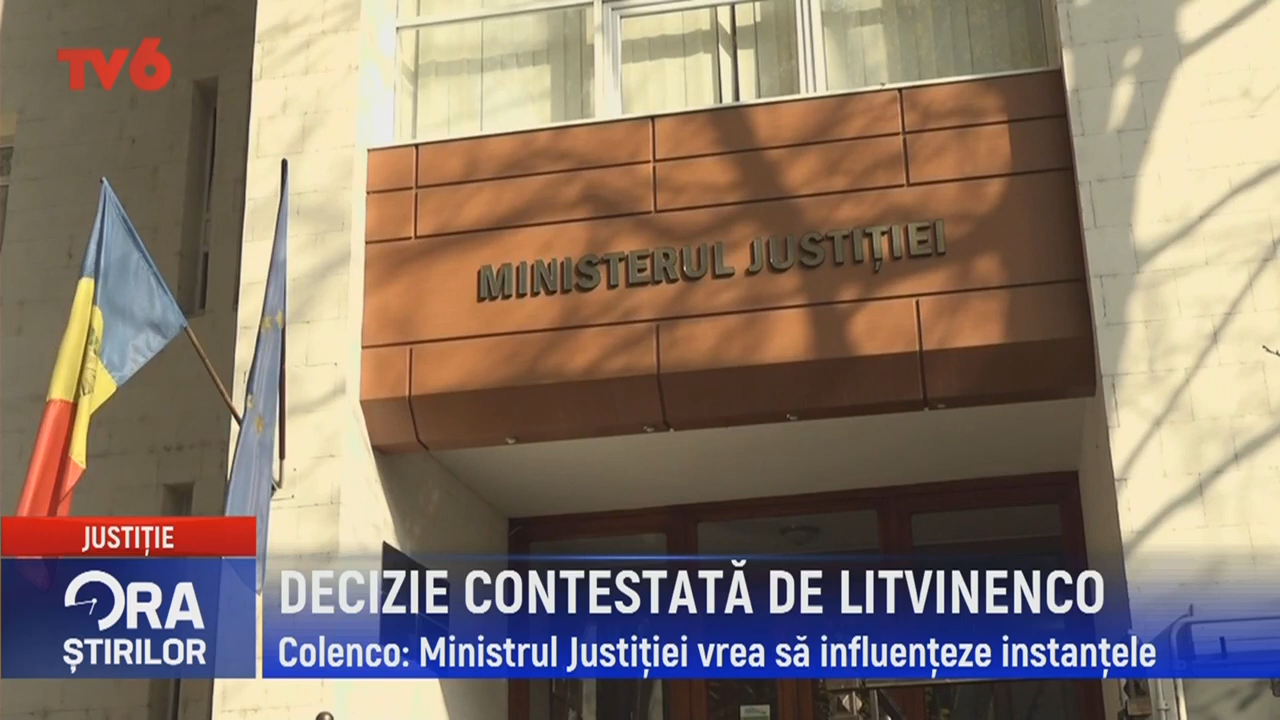 TV6
MINISTERUL JUSTIȚIEI
JUSTIȚIE
ORA
ȘTIRILOR
DECIZIE CONTESTATĂ DE LITVINENCO
Colenco: Ministrul Justiției vrea să influențeze instanțele